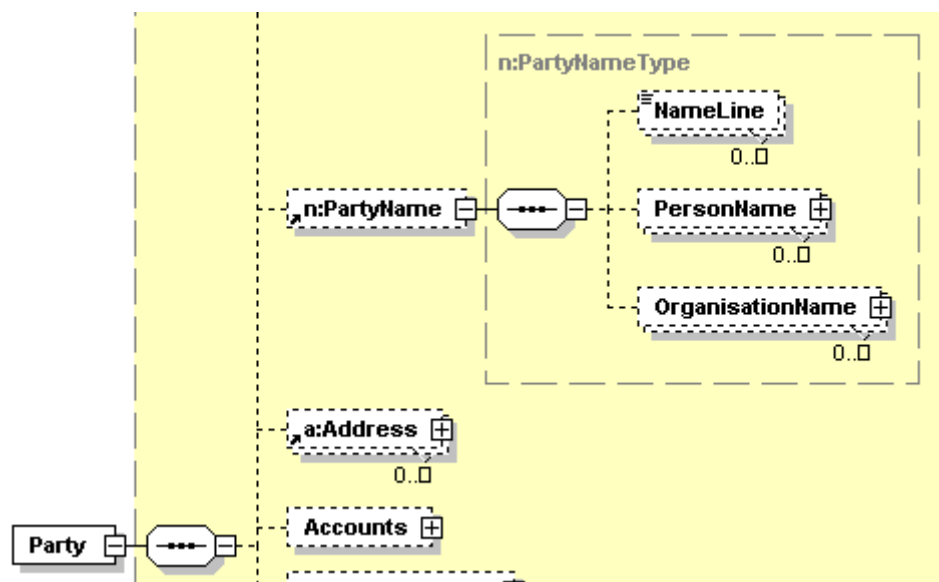 n:PartyNameType
NameLine
0..□
n:PartyName
PersonName
0..□
OrganisationName
0..□
a:Address
0..□
Accounts
Party